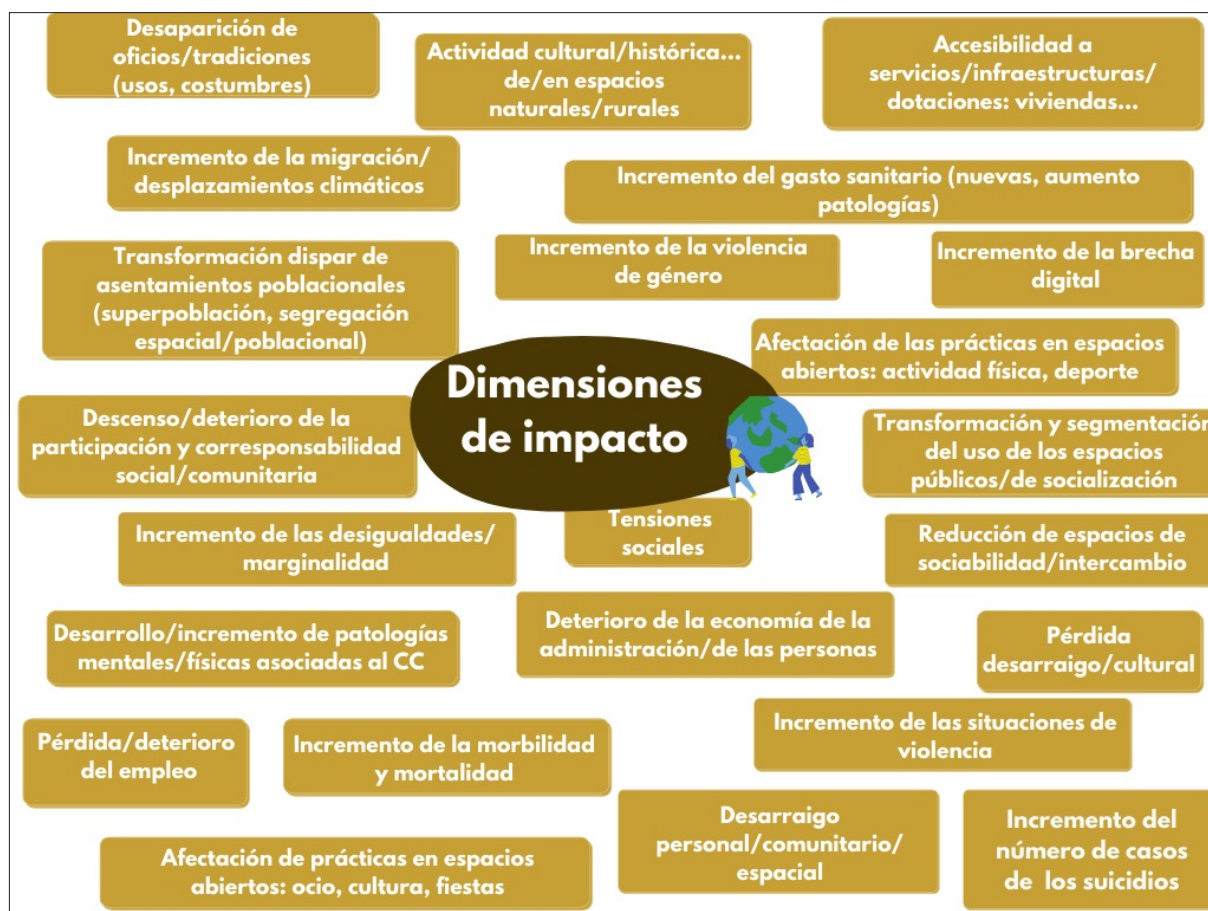 Desaparición de
oficios/tradiciones
(usos, costumbres)
Actividad cultural/histórica...
de/en espacios
naturales/rurales
Accesibilidad a
servicios/infraestructuras/
dotaciones: viviendas...
Incremento de la migración/
desplazamientos climáticos
Incremento del gasto sanitario (nuevas, aumento
patologías)
Transformación dispar de
asentamientos poblacionales
(superpoblación, segregación
espacial/poblacional)
Incremento de la violencia
de género
Incremento de la brecha
digital
Afectación de las prácticas en espacios
abiertos: actividad física, deporte
Dimensiones
de impacto
Descenso/deterioro de la
participación y corresponsabilidad
social/comunitaria
Transformación y segmentación
del uso de los espacios
públicos/de socialización
Incremento de las desigualdades/
marginalidad
Tensiones
sociales
Reducción de espacios de
sociabilidad/intercambio
Desarrollo/incremento de patologías
mentales/físicas asociadas al CC
Deterioro de la economía de la
administración/de las personas
Pérdida
desarraigo/cultural
Pérdida/deterioro
del empleo
Incremento de la morbilidad
y mortalidad
Incremento de las situaciones de
violencia
Afectación de prácticas en espacios
abiertos: ocio, cultura, fiestas
Desarraigo
personal/comunitario/
espacial
Incremento del
número de casos
de los suicidios